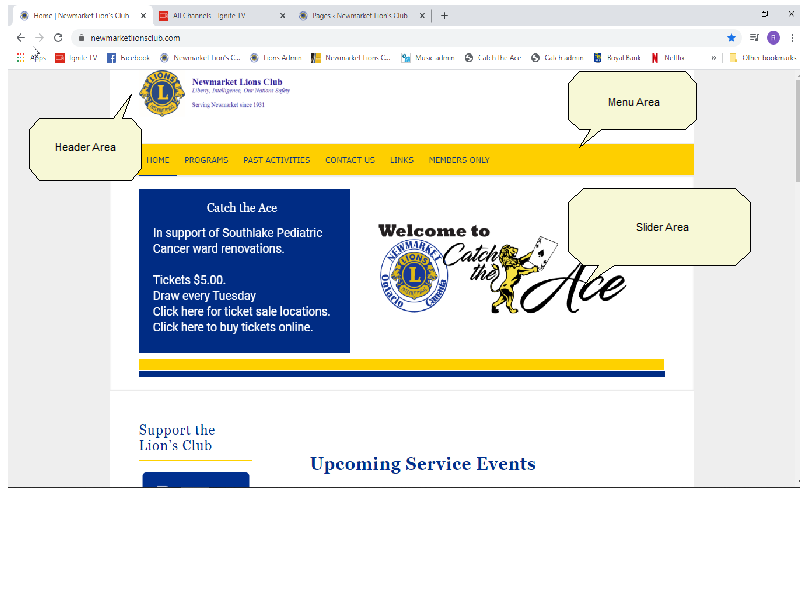 Home | Newmarket Lion's Club
All Channels - Ignite TV
Pages ‹ Newmarket Lion's Club
newmarketlionsclub.com
Apps
Ignite TV
Facebook
Newmarket Lion's C...
Lions Admin
Newmarket Lions C...
Music admin
Catch the Ace
Catch admin
Royal Bank
Netflix
Other bookmarks
LIONS
L
Newmarket Lions Club
Liberty, Intelligence, Our Nations Safety
Serving Newmarket since 1931
Menu Area
Header Area
HOME
PROGRAMS
PAST ACTIVITIES
CONTACT US
LINKS
MEMBERS ONLY
Catch the Ace
In support of Southlake Pediatric
Cancer ward renovations.
Tickets $5.00.
Draw every Tuesday
Click here for ticket sale locations.
Click here to buy tickets online.
Slider Area
Welcome to
NEWMARKET
LIONS
L
Ontario Canada
Catch
the
Ace
Support the
Lion's Club
Upcoming Service Events